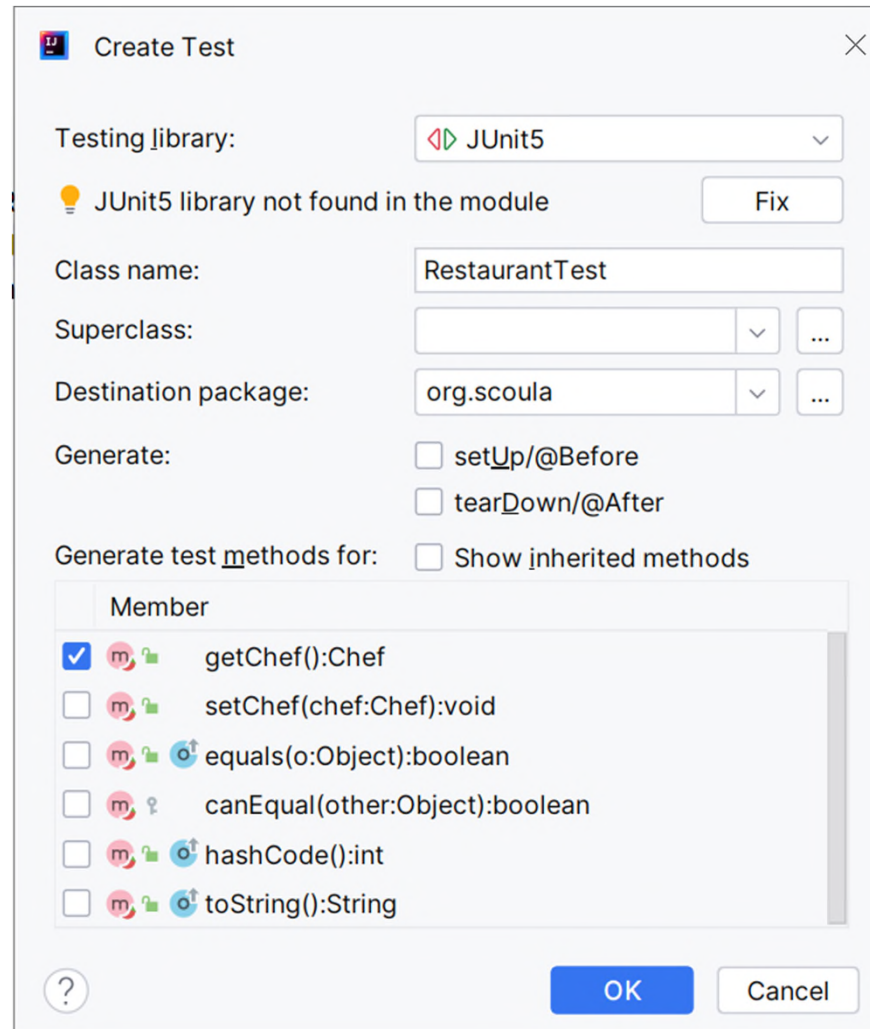 Create Test
Testing library: JUnit5
JUnit5 library not found in the module Fix
Class name: RestaurantTest
Superclass: ...
Destination package: org.scoula ...
Generate: setUp/@Before
tearDown/@After
Generate test methods for: Show inherited methods
Member
m getChef():Chef
m setChef(chef:Chef):void
m o equals(o:Object):boolean
m canEqual(other:Object):boolean
m o hashCode():int
m o toString():String
? OK Cancel